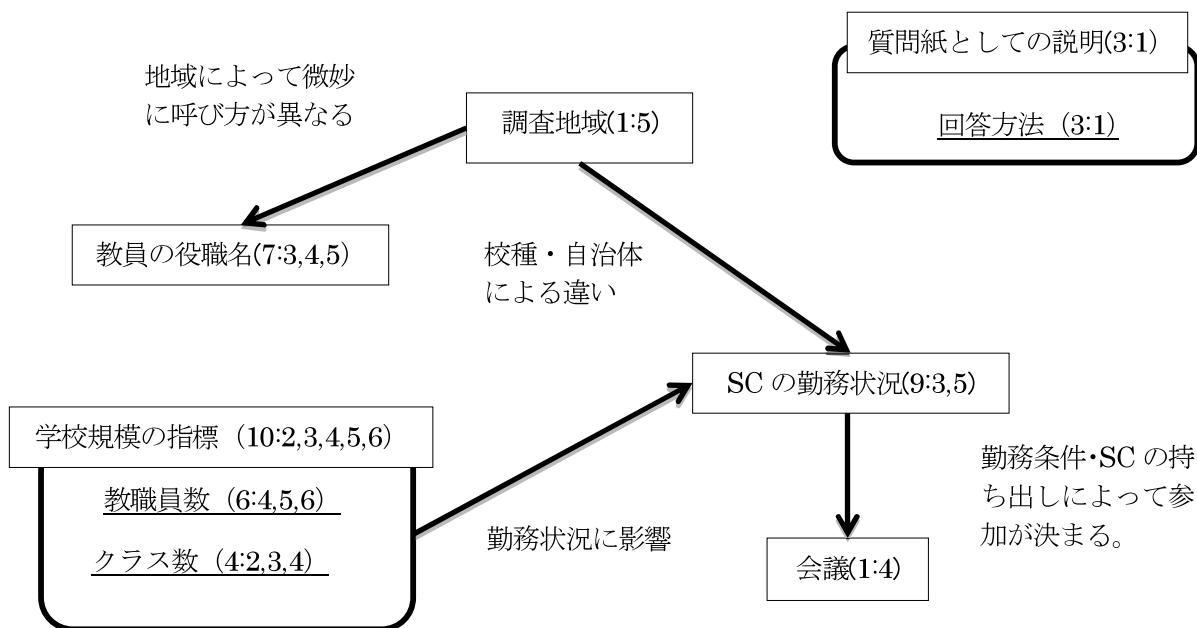 質問紙としての説明(3:1)
回答方法（3:1）
地域によって微妙
に呼び方が異なる
調査地域(1:5)
教員の役職名(7:3,4,5)
校種・自治体
による違い
SC の勤務状況(9:3,5)
学校規模の指標（10:2,3,4,5,6)
教職員数（6:4,5,6）
クラス数（4:2,3,4）
勤務状況に影響
勤務条件・SC の持
ち出しによって参
加が決まる。
会議(1:4)